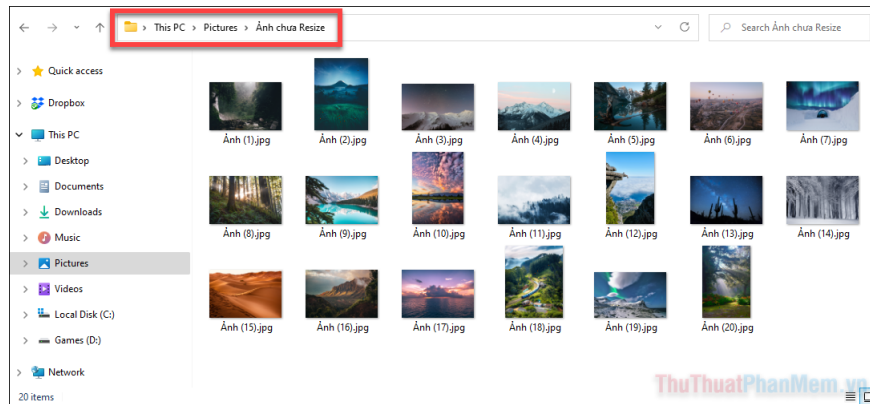 This PC > Pictures > Ảnh chưa Resize
Search Ảnh chưa Resize
Quick access
Dropbox
This PC
Desktop
Documents
Downloads
Music
Pictures
Videos
Local Disk (C:)
Games (D:)
Network
Ảnh (1).jpg Ảnh (2).jpg Ảnh (3).jpg Ảnh (4).jpg Ảnh (5).jpg Ảnh (6).jpg Ảnh (7).jpg
Ảnh (8).jpg Ảnh (9).jpg Ảnh (10).jpg Ảnh (11).jpg Ảnh (12).jpg Ảnh (13).jpg Ảnh (14).jpg
Ảnh (15).jpg Ảnh (16).jpg Ảnh (17).jpg Ảnh (18).jpg Ảnh (19).jpg Ảnh (20).jpg
ThuThuatPhanMem.vn
20 items